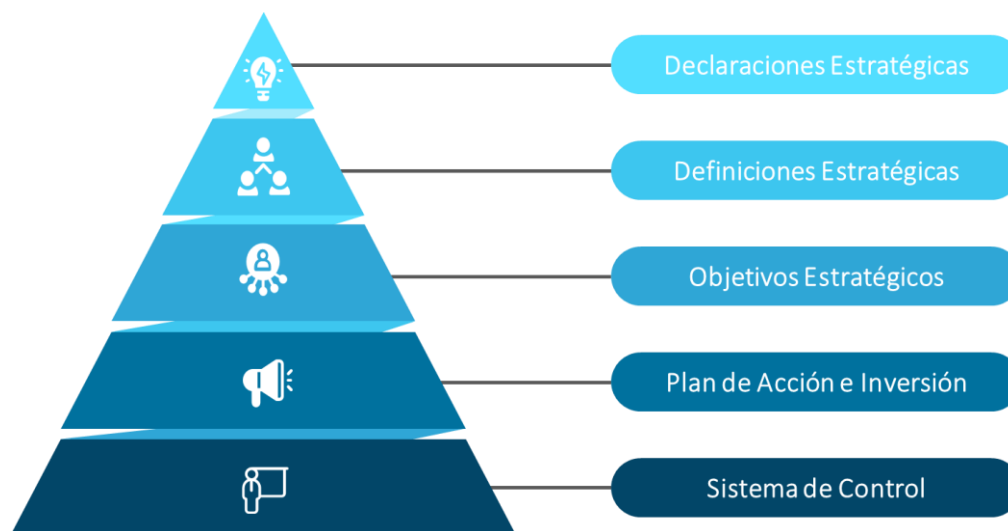 Declaraciones Estratégicas
Definiciones Estratégicas
Objetivos Estratégicos
Plan de Acción e Inversión
Sistema de Control